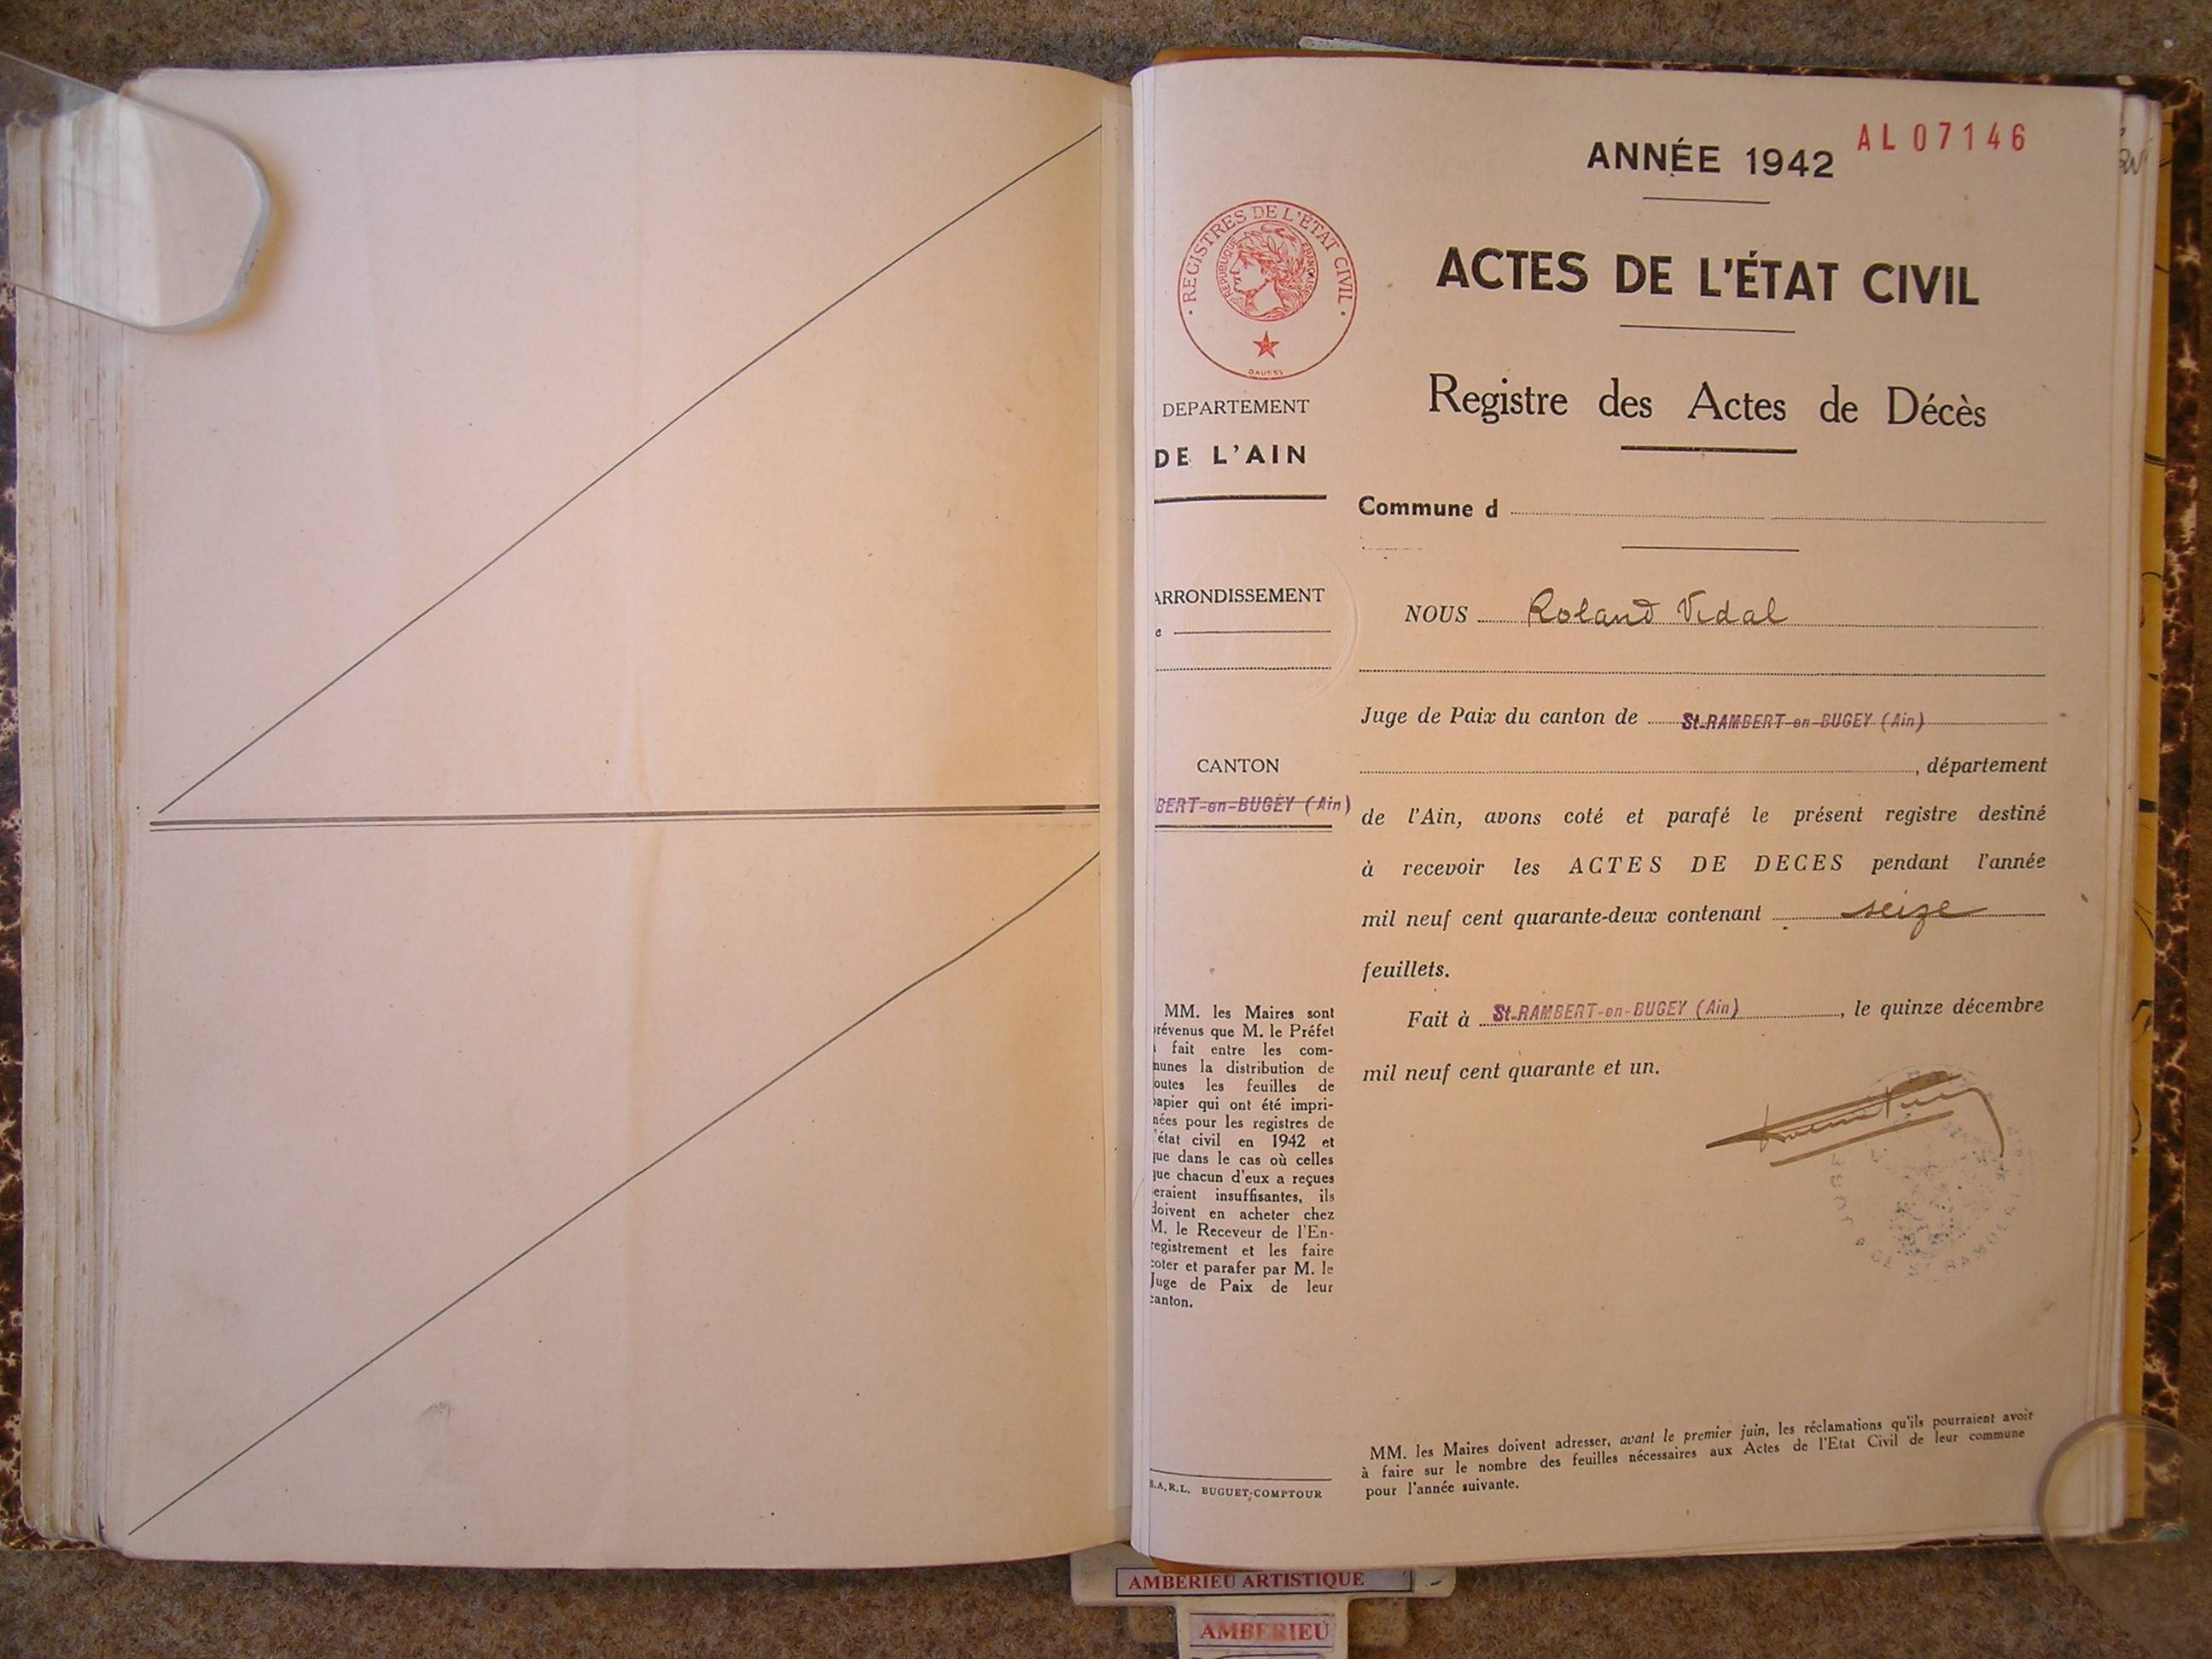 ANNÉE 1942
AL07146
REGISTRES DE L'ÉTAT CIVIL
REPUBLIQUE FRANÇAISE
DAUSSY
ACTES DE L'ÉTAT CIVIL
Registre des Actes de Décès
DEPARTEMENT
DE L'AIN
Commune d
ARRONDISSEMENT
e
NOUS Roland Vidal
Juge de Paix du canton de St-RAMBERT-en-BUGEY (Ain)
CANTON
BERT-en-BUGEY (Ain)
, département
de l'Ain, avons coté et parafé le présent registre destiné
à recevoir les ACTES DE DECES pendant l'année
mil neuf cent quarante-deux contenant seize
feuillets.
Fait à St-RAMBERT-en-BUGEY (Ain), le quinze décembre
mil neuf cent quarante et un.
MM. les Maires sont
révenus que M. le Préfet
fait entre les com-
munes la distribution de
outes les feuilles de
papier qui ont été impri-
mées pour les registres de
'état civil en 1942 et
que dans le cas où celles
que chacun d'eux a reçues
eraient insuffisantes, ils
doivent en acheter chez
M. le Receveur de l'En-
registrement et les faire
coter et parafer par M. le
Juge de Paix de leur
canton.
S.A.R.L. BUGUET-COMPTOUR
MM. les Maires doivent adresser, avant le premier juin, les réclamations qu'ils pourraient avoir
à faire sur le nombre des feuilles nécessaires aux Actes de l'Etat Civil de leur commune
pour l'année suivante.
AMBERIEU ARTISTIQUE
AMBERIEU